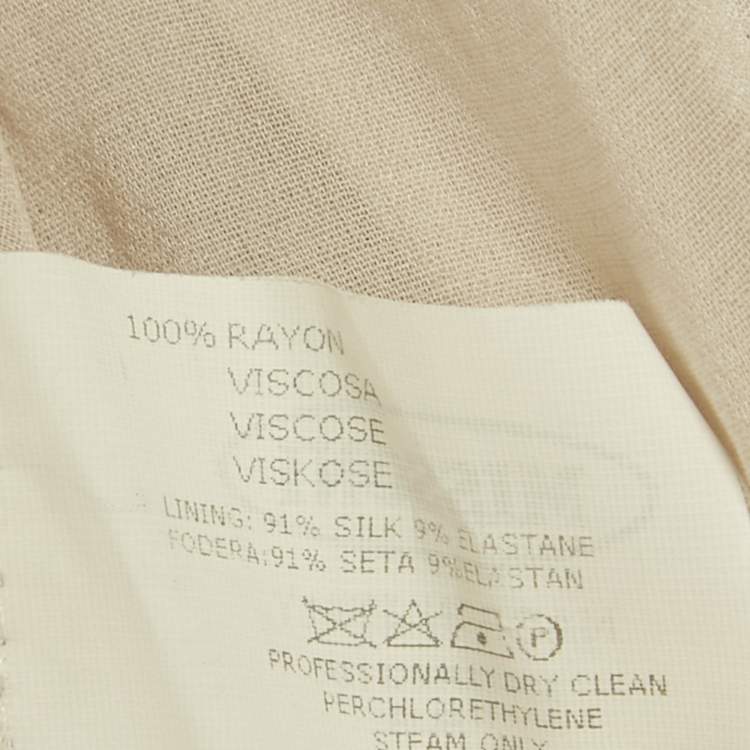 100% RAYON
VISCOSA
VISCOSE
VISKOSE
LINING: 91% SILK 9% ELASTANE
FODERA:91% SETA 9%ELASTAN
P
PROFESSIONALLY DRY CLEAN
PERCHLORETHYLENE
STEAM ONLY